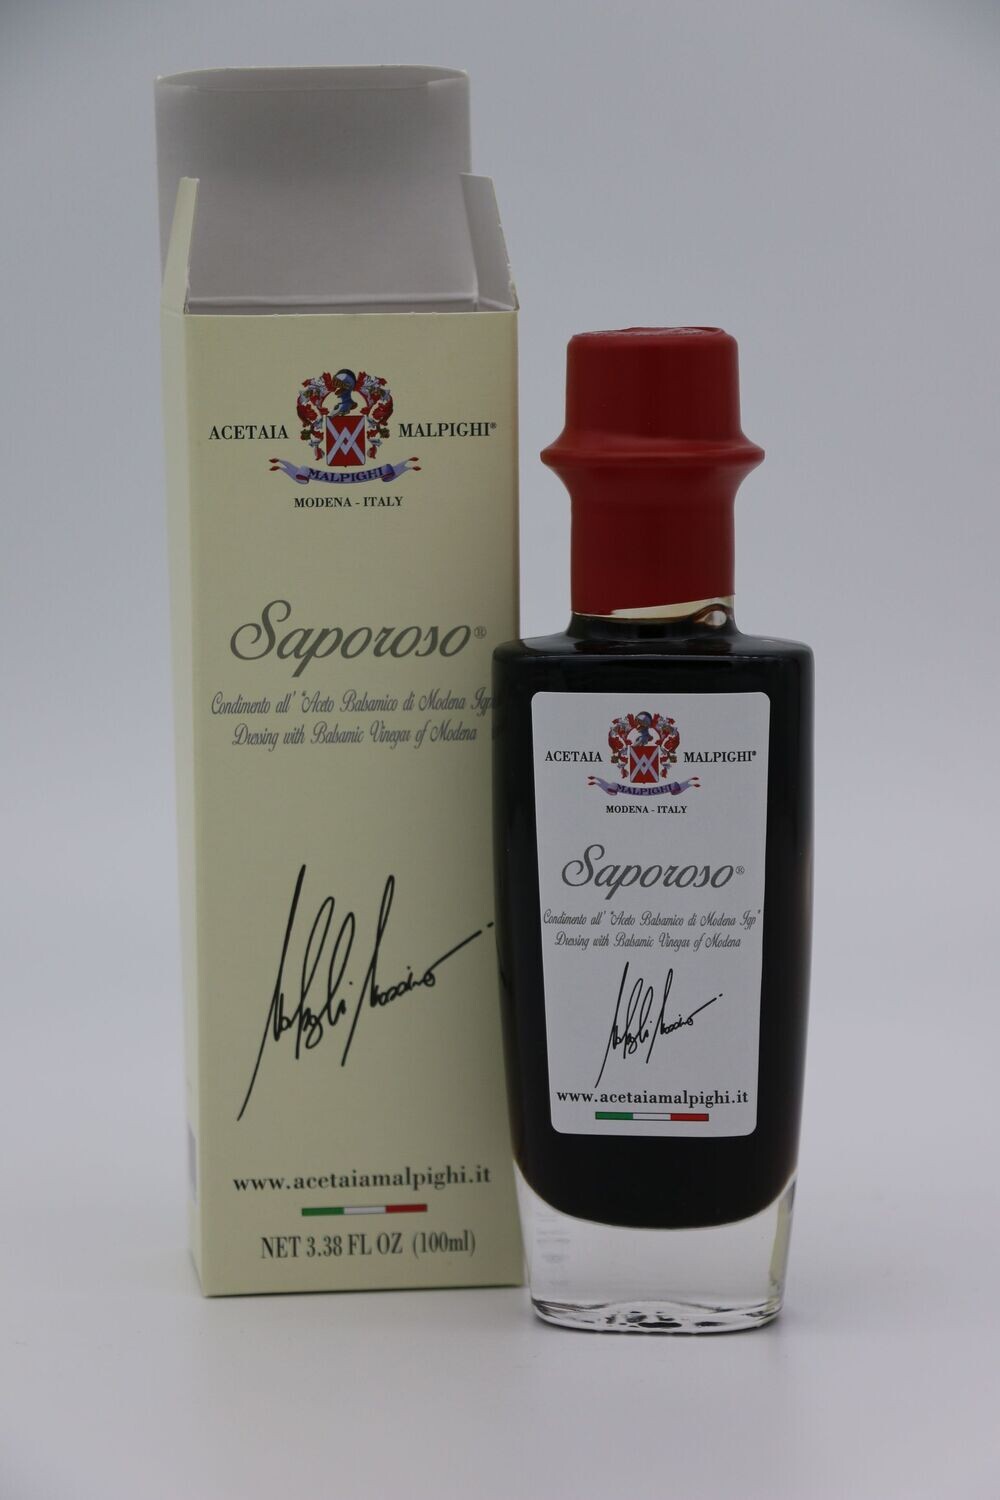 ACETAIA MALPIGHI®
MALPIGHI
MODENA - ITALY
Saporoso®
Condimento all' "Aceto Balsamico di Modena Igp
Dressing with Balsamic Vinegar of Modena
www.acetaiamalpighi.it
NET 3.38 FL OZ (100ml)
ACETAIA MALPIGHI®
MALPIGHI
MODENA - ITALY
Saporoso®
Condimento all' "Aceto Balsamico di Modena Igp"
Dressing with Balsamic Vinegar of Modena
www.acetaiamalpighi.it